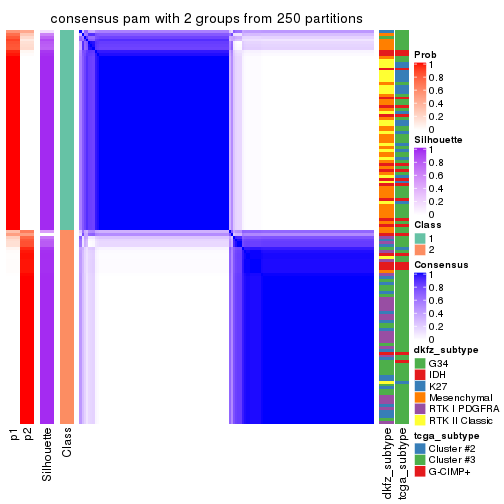 consensus pam with 2 groups from 250 partitions
Prob
1
0.8
0.6
0.4
0.2
0
Silhouette
1
0.8
0.6
0.4
0.2
0
Class
1
2
Consensus
1
0.8
0.6
0.4
0.2
0
dkfz_subtype
G34
IDH
K27
Mesenchymal
RTK I PDGFRA
RTK II Classic
tcga_subtype
Cluster #2
Cluster #3
G-CIMP+
p1
p2
Silhouette
Class
dkfz_subtype
tcga_subtype